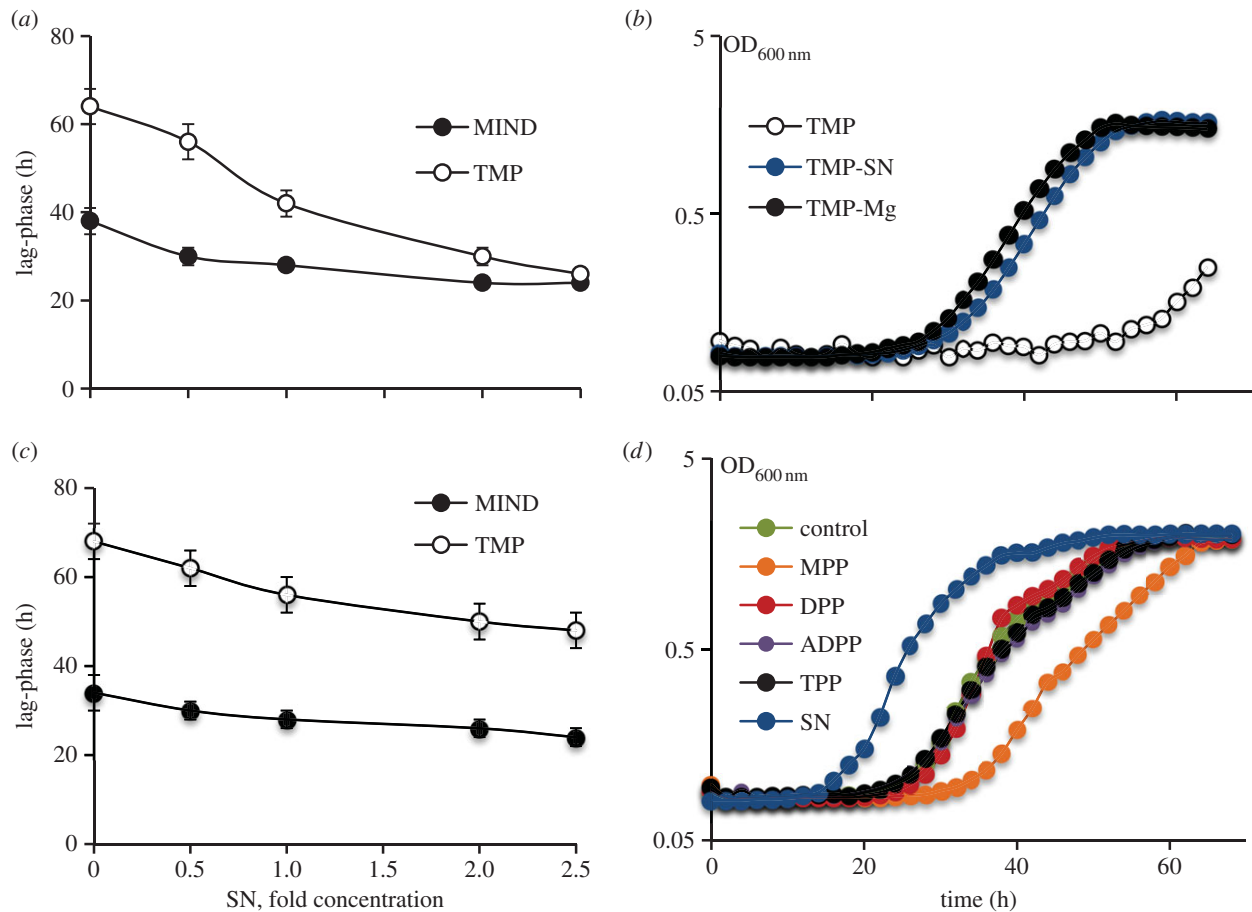 (a)
80
60
40
20
0
lag-phase (h)
MIND
TMP
(b)
5
0.5
0.05
OD600 nm
TMP
TMP-SN
TMP-Mg
(c)
80
60
40
20
0
lag-phase (h)
MIND
TMP
0 0.5 1.0 1.5 2.0 2.5
SN, fold concentration
(d)
5
0.5
0.05
OD600 nm
control
MPP
DPP
ADPP
TPP
SN
0 20 40 60
time (h)